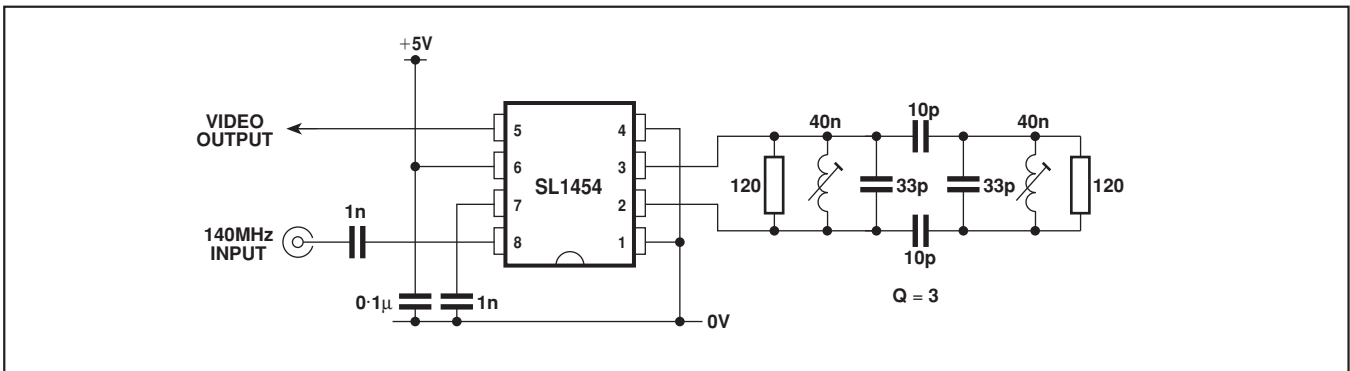 +5V
VIDEO
OUTPUT
5
6
7
8
SL1454
4
3
2
1
1n
140MHz
INPUT
0·1µ
1n
0V
120
40n
33p
10p
10p
33p
40n
120
Q = 3